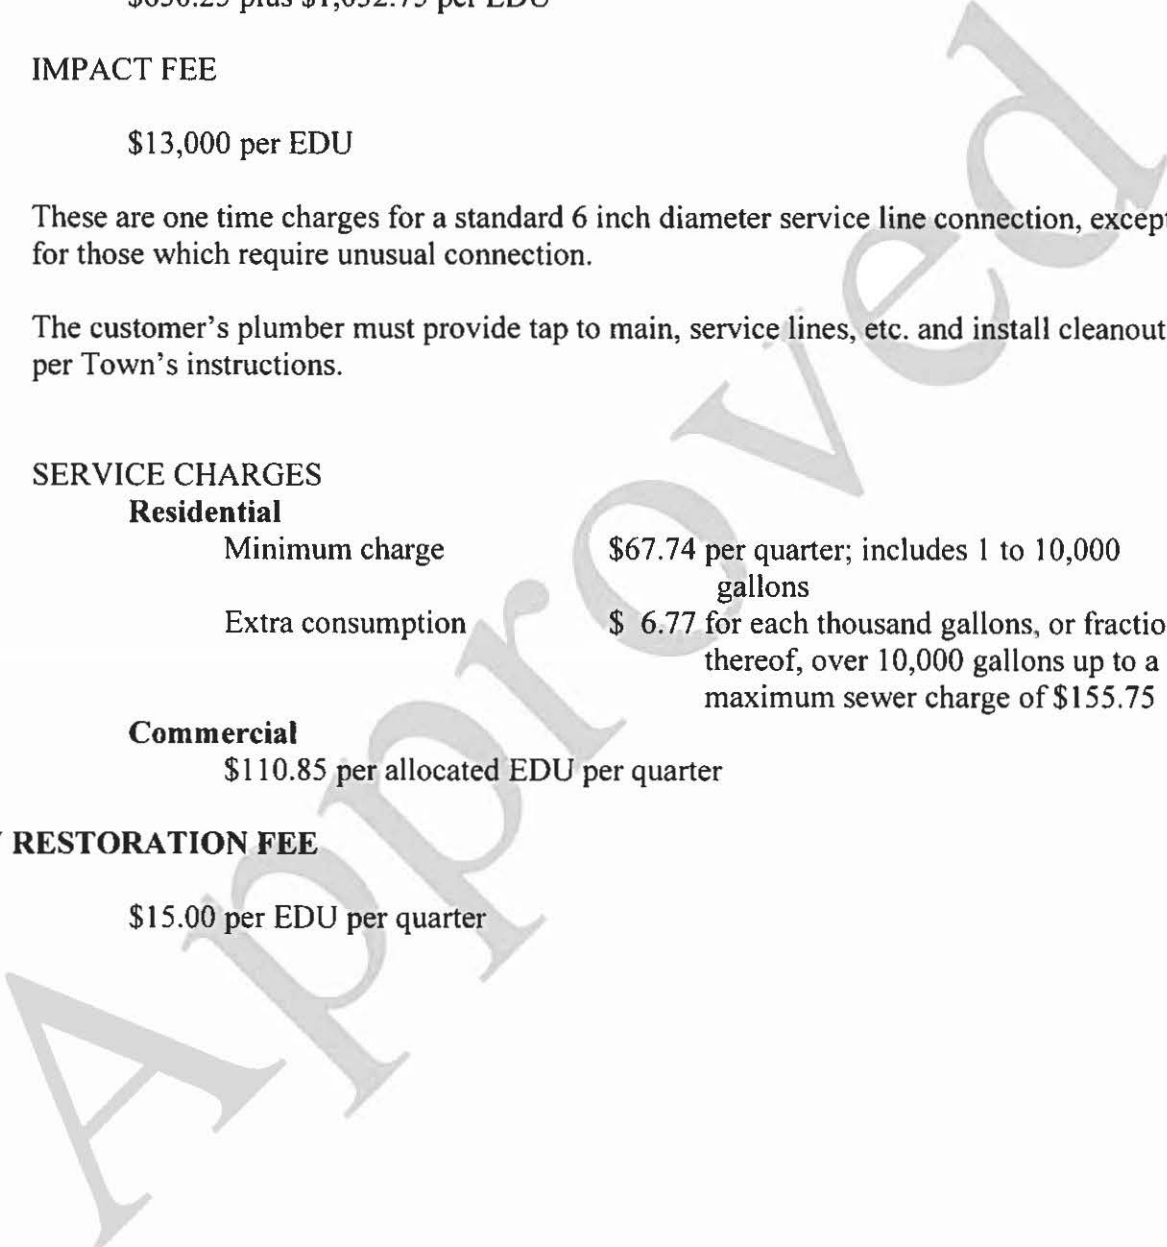 plus per EDU
IMPACT FEE
$13,000 per EDU
These are one time charges for a standard 6 inch diameter service line connection, except
for those which require unusual connection.
The customer's plumber must provide tap to main, service lines, etc. and install cleanout
per Town's instructions.
SERVICE CHARGES
Residential
Minimum charge $67.74 per quarter; includes 1 to 10,000
gallons
Extra consumption $ 6.77 for each thousand gallons, or fractio
thereof, over 10,000 gallons up to a
maximum sewer charge of $155.75
Commercial
$110.85 per allocated EDU per quarter
RESTORATION FEE
$15.00 per EDU per quarter
Approved